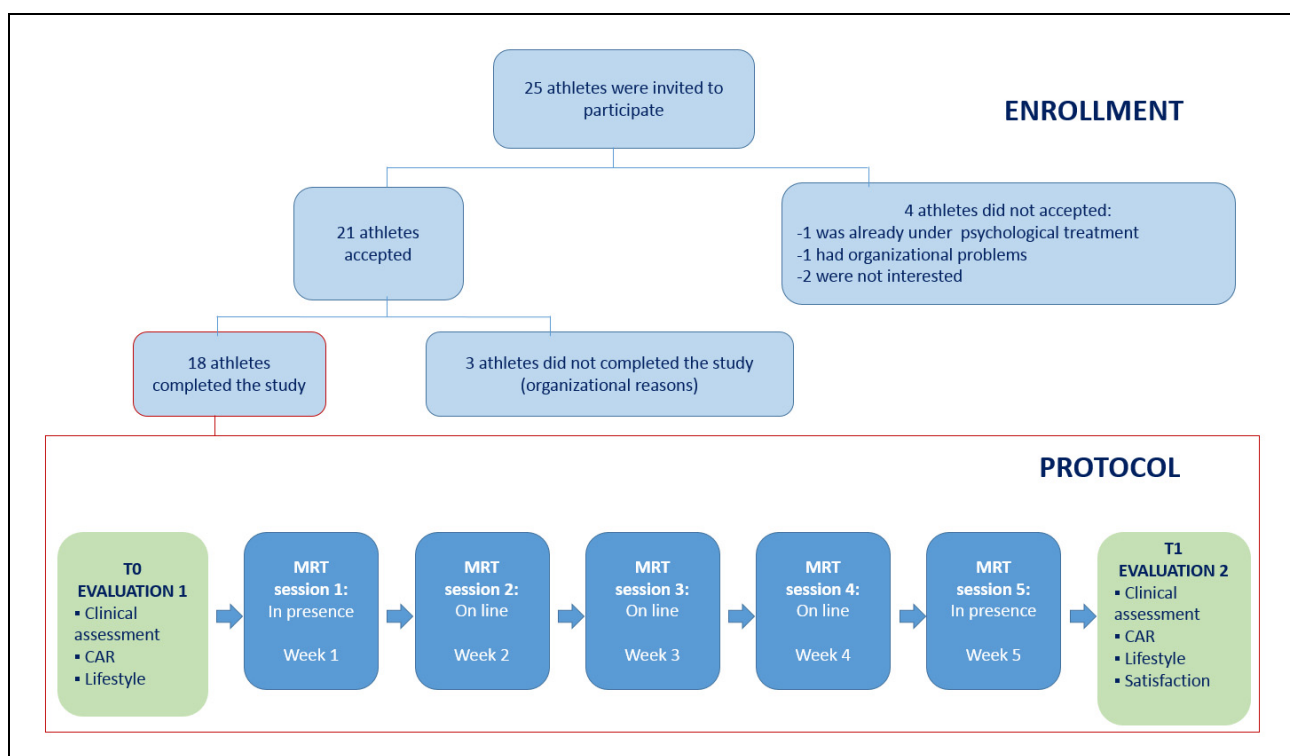 25 athletes were invited to
participate
ENROLLMENT
21 athletes
accepted
4 athletes did not accepted:
-1 was already under psychological treatment
-1 had organizational problems
-2 were not interested
18 athletes
completed the study
3 athletes did not completed the study
(organizational reasons)
PROTOCOL
T0
EVALUATION 1
▪ Clinical
assessment
▪ CAR
▪ Lifestyle
MRT
session 1:
In presence
Week 1
MRT
session 2:
On line
Week 2
MRT
session 3:
On line
Week 3
MRT
session 4:
On line
Week 4
MRT
session 5:
In presence
Week 5
T1
EVALUATION 2
▪ Clinical
assessment
▪ CAR
▪ Lifestyle
▪ Satisfaction